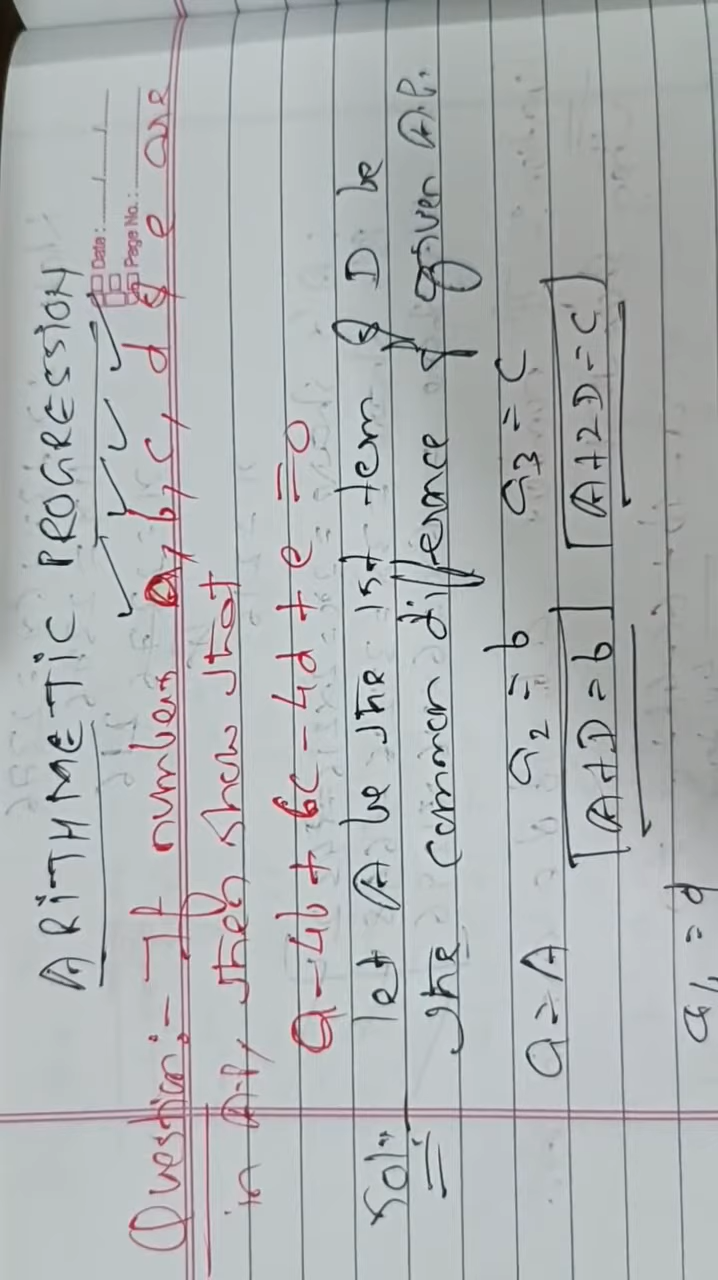 ARITHMETIC PROGRESSION
Date : ...../...../.....
Page No. :
Question:- If numbers a, b, c, d & e are
in A.P, then show that
a-4b+6c-4d+e=0
Sol: let A be the 1st term & D be
the common difference of given A.P.
a=A a2=b a3=c
A+D=b A+2D=c